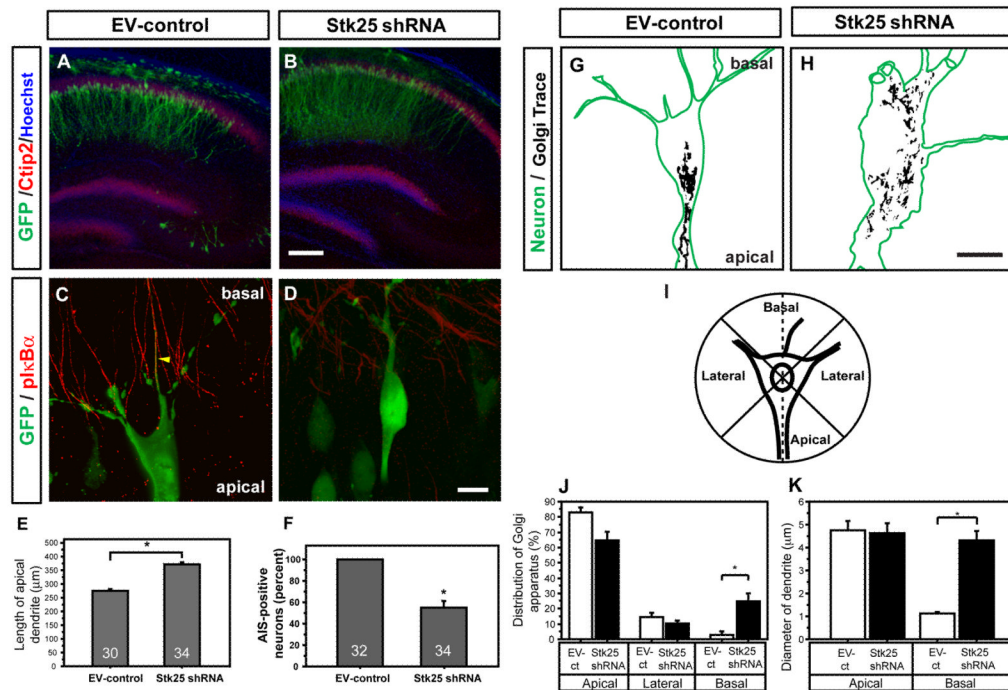 EV-control
Stk25 shRNA
EV-control
Stk25 shRNA
GFP /Ctip2/Hoechst
A
B
Neuron / Golgi Trace
G
basal
apical
H
GFP / pIκBα
C
basal
apical
D
I
Basal
Lateral
Lateral
Apical
E
Length of apical
dendrite (μm)
500
450
400
350
300
250
200
150
100
50
0
*
30
34
EV-control
Stk25 shRNA
F
AIS-positive
neurons (percent)
120
100
80
60
40
20
0
*
32
34
EV-control
Stk25 shRNA
J
Distribution of Golgi
apparatus (%)
90
80
70
60
50
40
30
20
10
0
*
EV-
ct
Stk25
shRNA
EV-
ct
Stk25
shRNA
EV-
ct
Stk25
shRNA
Apical
Lateral
Basal
K
Diameter of dendrite (μm)
6
5
4
3
2
1
0
*
EV-
ct
Stk25
shRNA
EV-
ct
Stk25
shRNA
Apical
Basal